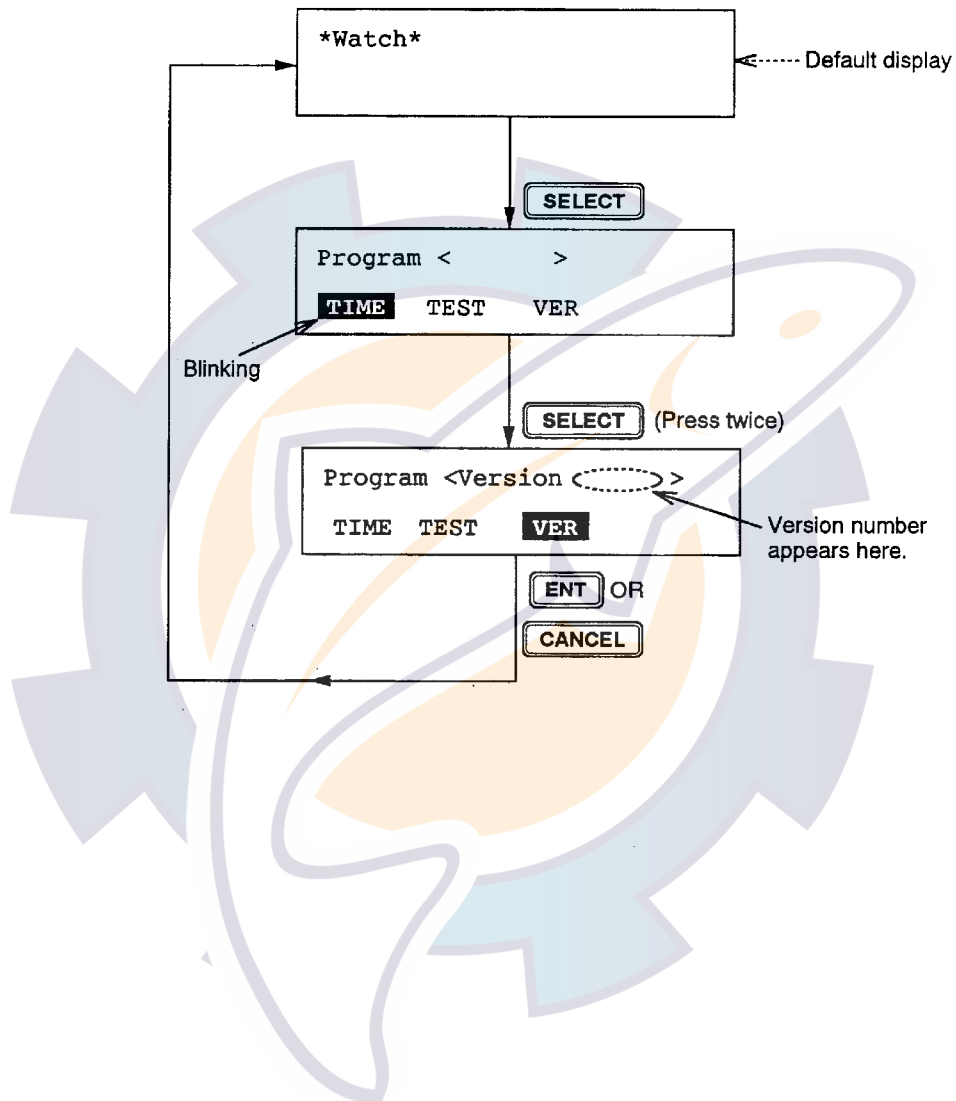 *Watch*
Default display
SELECT
Program < >
TIME TEST VER
Blinking
SELECT (Press twice)
Program <Version >
TIME TEST VER
Version number
appears here.
ENT OR
CANCEL